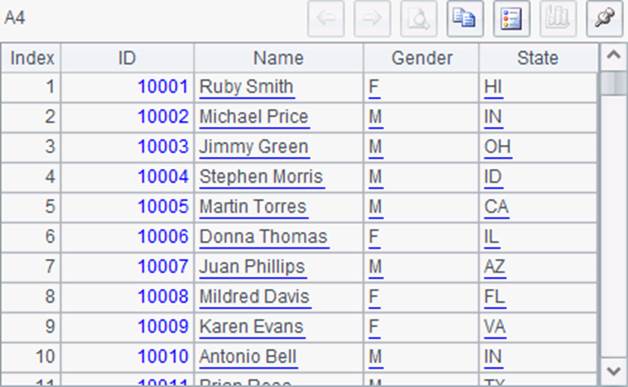 A4
Index ID Name Gender State
1 10001 Ruby Smith F HI
2 10002 Michael Price M IN
3 10003 Jimmy Green M OH
4 10004 Stephen Morris M ID
5 10005 Martin Torres M CA
6 10006 Donna Thomas F IL
7 10007 Juan Phillips M AZ
8 10008 Mildred Davis F FL
9 10009 Karen Evans F VA
10 10010 Antonio Bell M IN
11 10011 Brian M TX